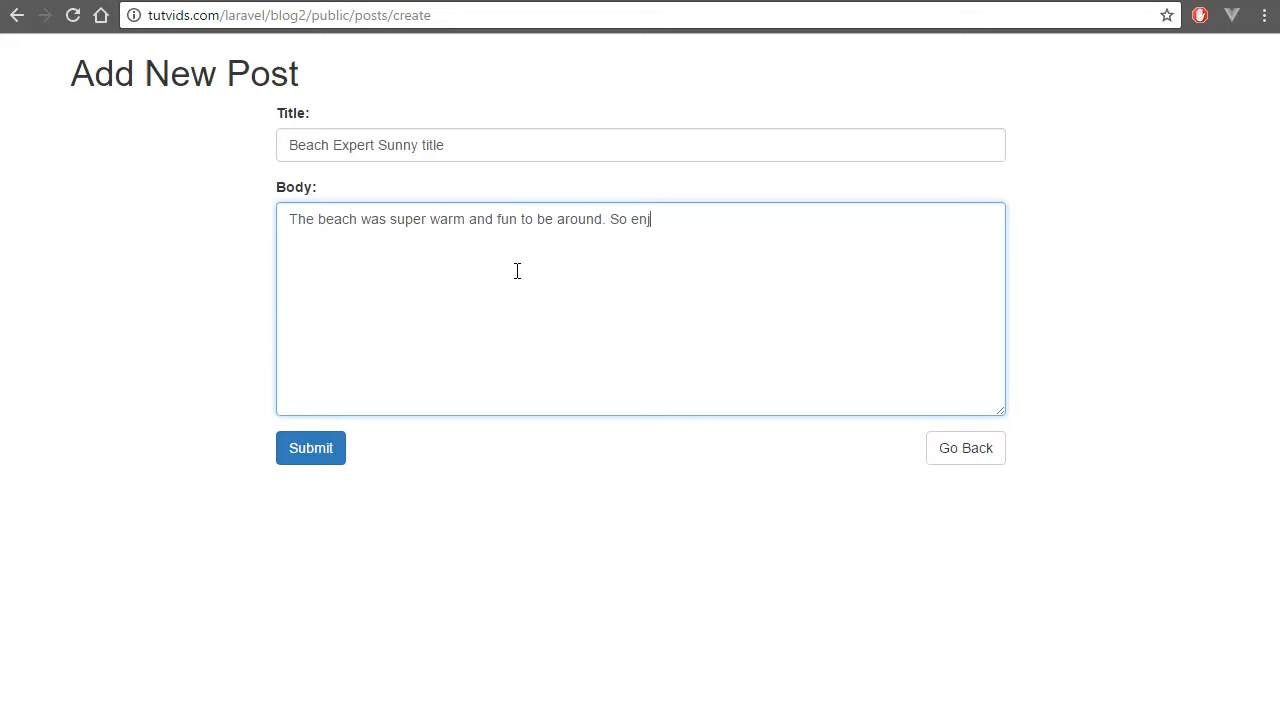 tutvids.com/laravel/blog2/public/posts/create
Add New Post
Title:
Beach Expert Sunny title
Body:
The beach was super warm and fun to be around. So enj
Submit
Go Back